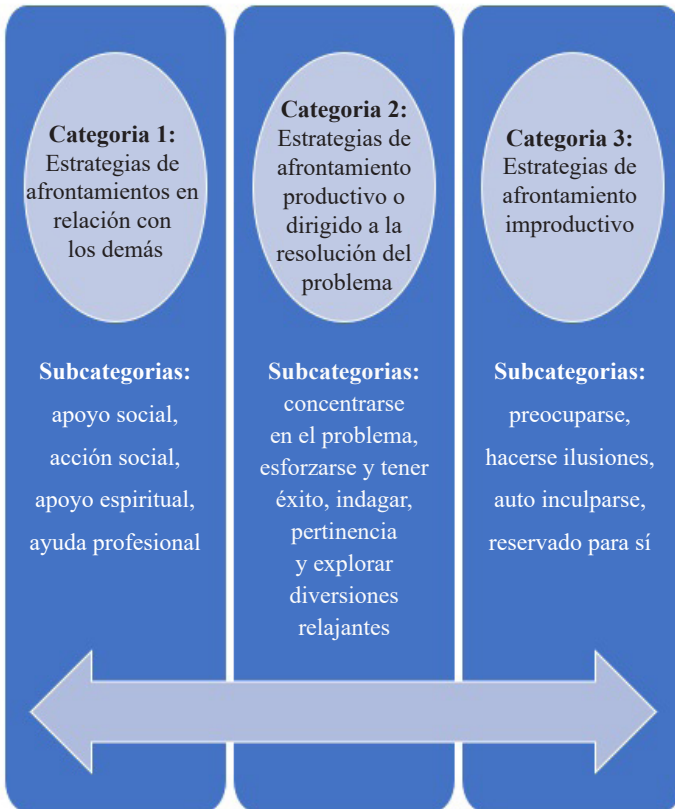 Categoria 1:
Estrategias de
afrontamientos en
relación con
los demás
Subcategorias:
apoyo social,
acción social,
apoyo espiritual,
ayuda profesional
Categoria 2:
Estrategias de
afrontamiento
productivo o
dirigido a la
resolución del
problema
Subcategorias:
concentrarse
en el problema,
esforzarse y tener
éxito, indagar,
pertinencia
y explorar
diversiones
relajantes
Categoria 3:
Estrategias de
afrontamiento
improductivo
Subcategorias:
preocuparse,
hacerse ilusiones,
auto inculparse,
reservado para sí